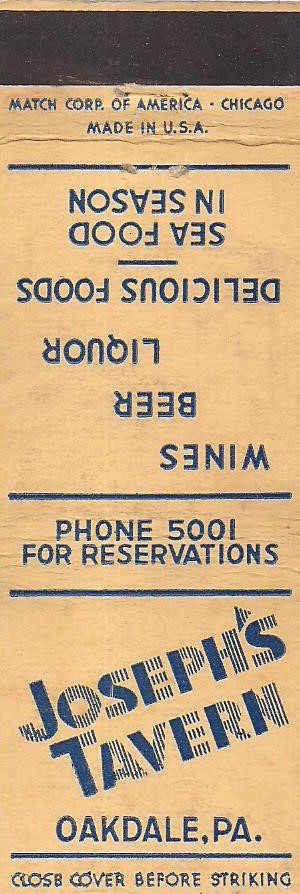 MATCH CORP. OF AMERICA · CHICAGO
MADE IN U.S.A.
WINES
BEER
LIQUOR
DELICIOUS FOODS
SEA FOOD
IN SEASON
PHONE 5001
FOR RESERVATIONS
JOSEPH'S
TAVERN
OAKDALE, PA.
CLOSE COVER BEFORE STRIKING